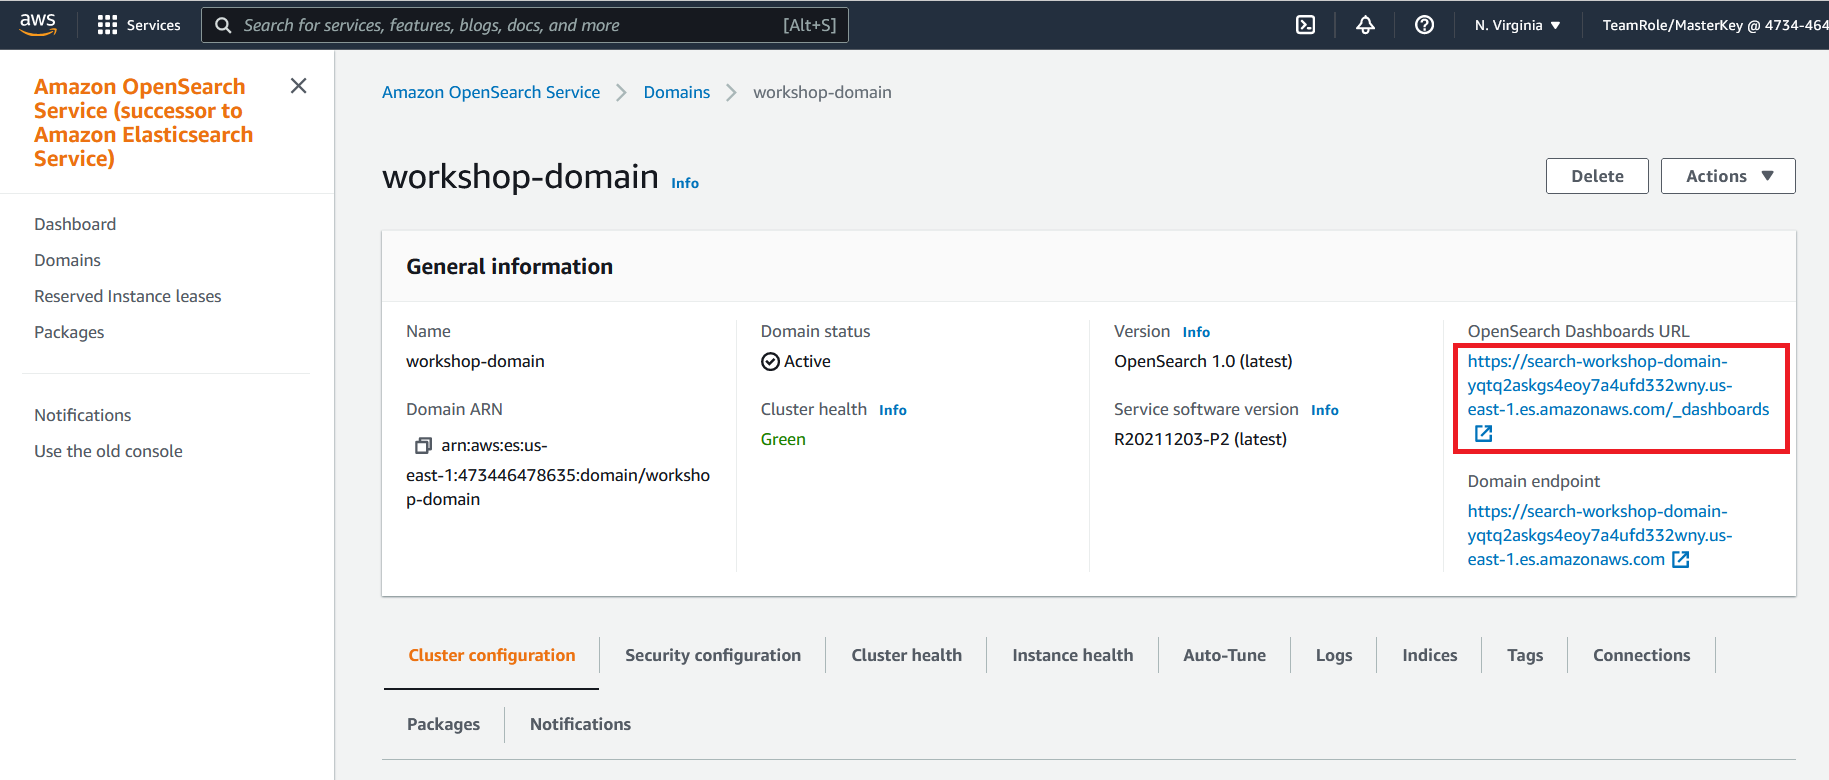 aws
Services
Search for services, features, blogs, docs, and more
[Alt+S]
N. Virginia
TeamRole/MasterKey @ 4734-464
Amazon OpenSearch
Service (successor to
Amazon Elasticsearch
Service)
Dashboard
Domains
Reserved Instance leases
Packages
Notifications
Use the old console
Amazon OpenSearch Service
Domains
workshop-domain
workshop-domain Info
Delete
Actions
General information
Name
workshop-domain
Domain ARN
arn:aws:es:us-
east-1:473446478635:domain/worksho
p-domain
Domain status
Active
Cluster health Info
Green
Version Info
OpenSearch 1.0 (latest)
Service software version Info
R20211203-P2 (latest)
OpenSearch Dashboards URL
https://search-workshop-domain-
yqtq2askgs4eoy7a4ufd332wny.us-
east-1.es.amazonaws.com/_dashboards
Domain endpoint
https://search-workshop-domain-
yqtq2askgs4eoy7a4ufd332wny.us-
east-1.es.amazonaws.com
Cluster configuration
Security configuration
Cluster health
Instance health
Auto-Tune
Logs
Indices
Tags
Connections
Packages
Notifications